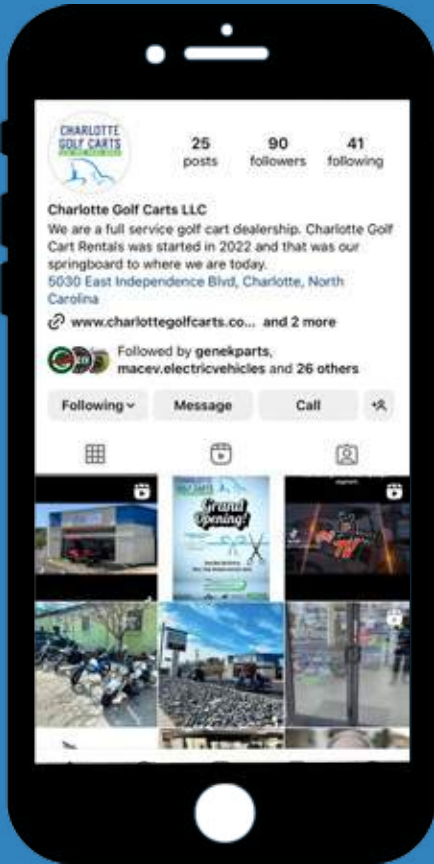 CHARLOTTE
GOLF CARTS
25
posts
90
followers
41
following
Charlotte Golf Carts LLC
We are a full service golf cart dealership. Charlotte Golf
Cart Rentals was started in 2022 and that was our
springboard to where we are today.
5030 East Independence Blvd, Charlotte, North
Carolina
www.charlottegolfcarts.co... and 2 more
Followed by genekparts,
macev.electricvehicles and 26 others
Following
Message
Call
GOLF CARTS
Grand
Opening!